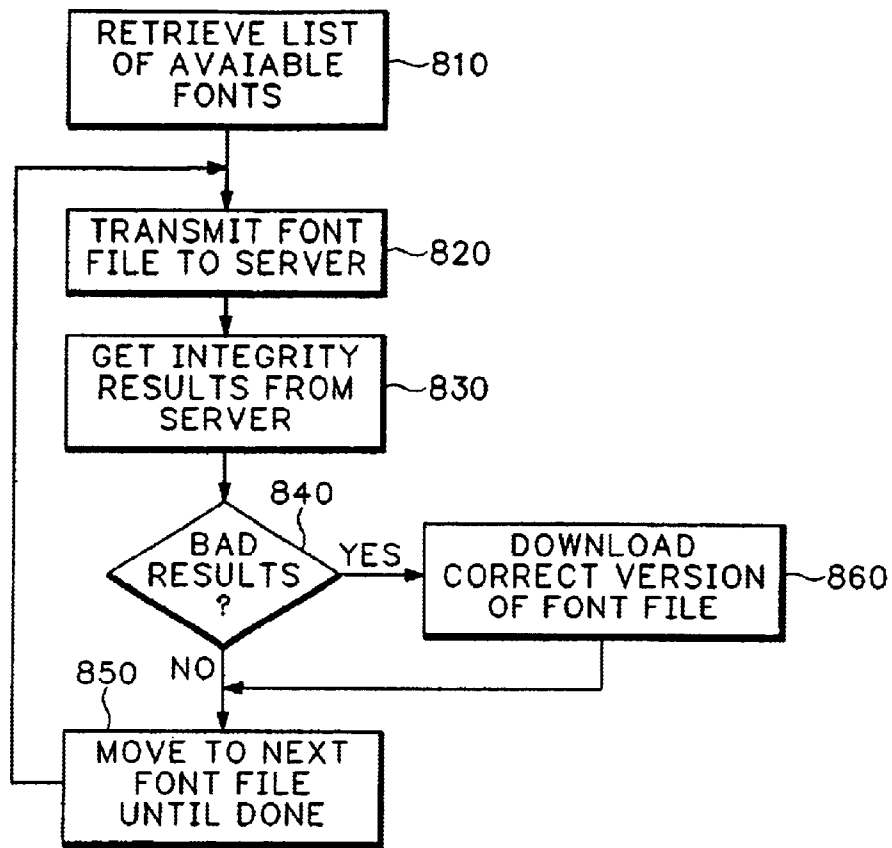 RETRIEVE LIST
OF AVAIABLE
FONTS
810
TRANSMIT FONT
FILE TO SERVER
820
GET INTEGRITY
RESULTS FROM
SERVER
830
840
BAD
RESULTS
?
YES
DOWNLOAD
CORRECT VERSION
OF FONT FILE
860
NO
850
MOVE TO NEXT
FONT FILE
UNTIL DONE